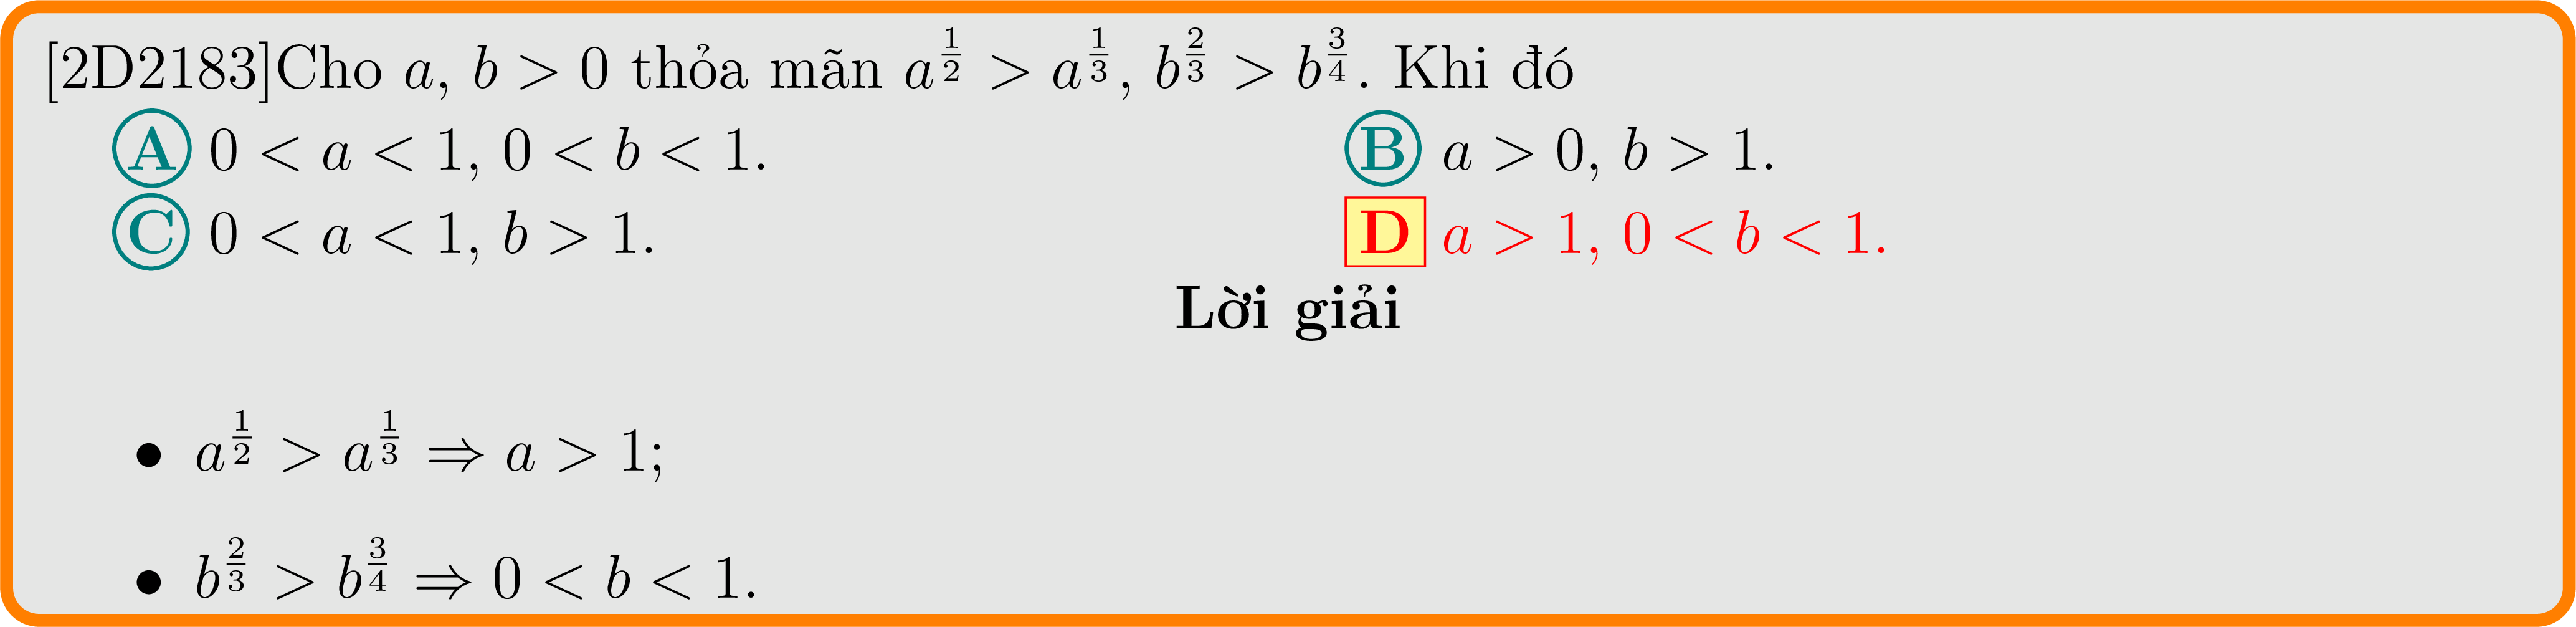 [2D2183]Cho $a$, $b > 0$ thỏa mãn $a^{\frac{1}{2}} > a^{\frac{1}{3}}$, $b^{\frac{2}{3}} > b^{\frac{3}{4}}$. Khi đó
A $0 < a < 1$, $0 < b < 1$. B $a > 0$, $b > 1$.
C $0 < a < 1$, $b > 1$. D $a > 1$, $0 < b < 1$.
Lời giải
• $a^{\frac{1}{2}} > a^{\frac{1}{3}} \Rightarrow a > 1$;
• $b^{\frac{2}{3}} > b^{\frac{3}{4}} \Rightarrow 0 < b < 1$.